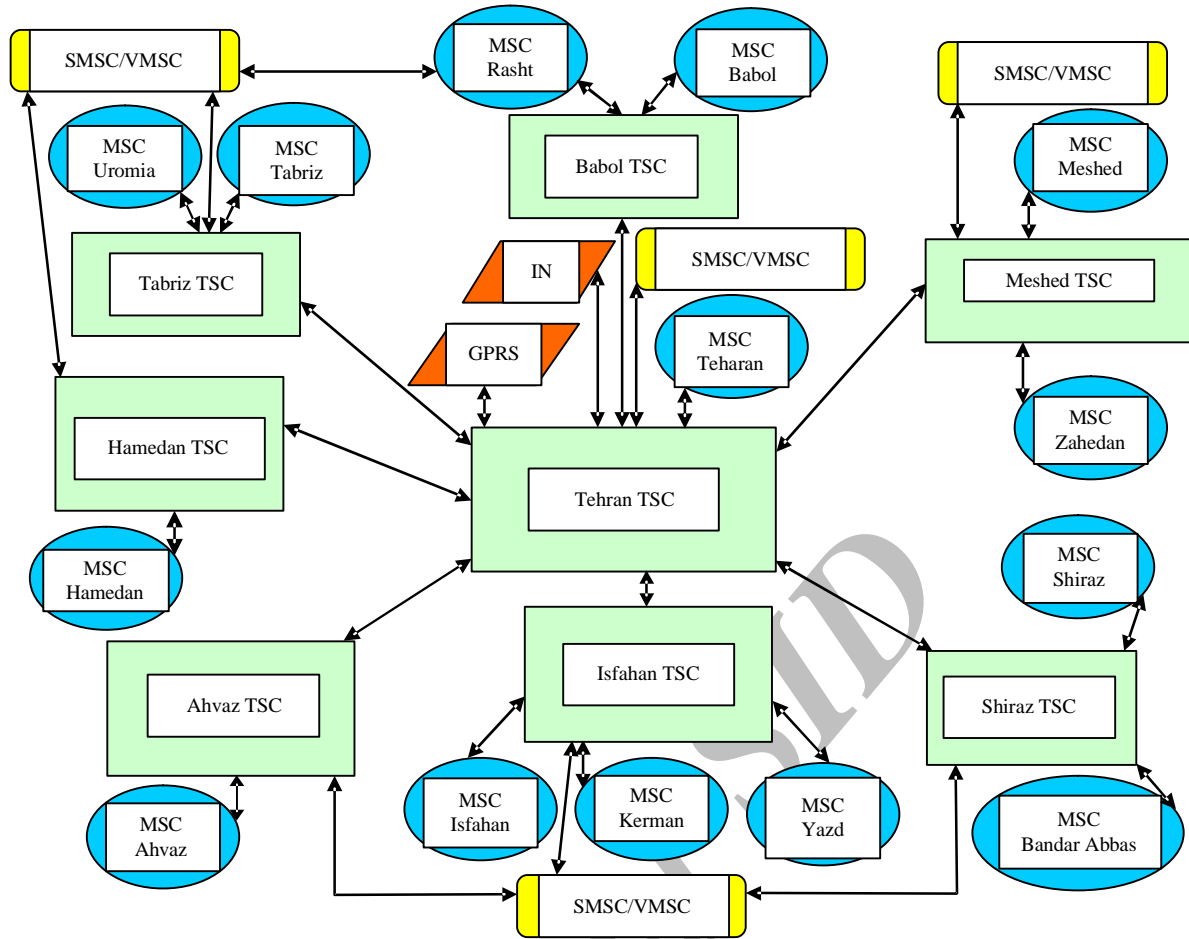 SMSC/VMSC
MSC
Rasht
MSC
Babol
SMSC/VMSC
MSC
Uromia
MSC
Tabriz
Babol TSC
MSC
Meshed
Tabriz TSC
IN
SMSC/VMSC
Meshed TSC
GPRS
MSC
Teharan
Hamedan TSC
MSC
Zahedan
Tehran TSC
MSC
Hamedan
MSC
Shiraz
Ahvaz TSC
Isfahan TSC
Shiraz TSC
MSC
Ahvaz
MSC
Isfahan
MSC
Kerman
MSC
Yazd
MSC
Bandar Abbas
SMSC/VMSC
SID